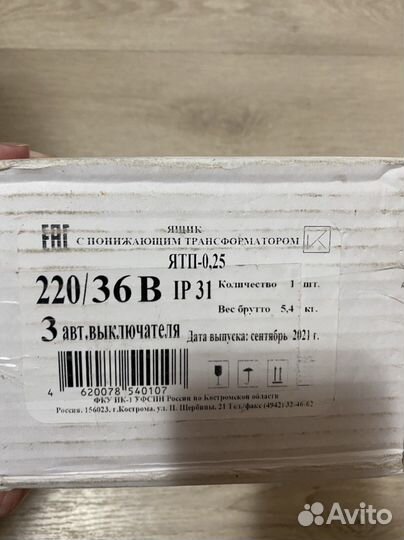 ЕАС
ЯЩИК
С ПОНИЖАЮЩИМ ТРАНСФОРМАТОРОМ
ЯТП-0,25
220/36 В IP 31 Количество 1 шт.
Вес брутто 5,4 кг.
3 авт.выключателя Дата выпуска: сентябрь 2021 г.
4 620078 540107
ФКУ ИК-1 УФСИН России по Костромской области
Россия. 156023. г.Кострома. ул. П. Щербины. 21 Тел./факс (4942) 32-46-62
Avito